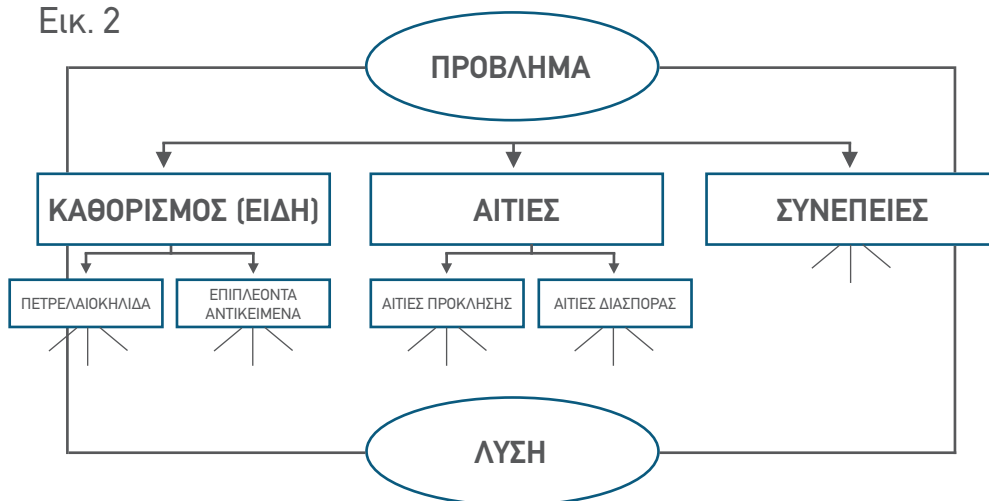 Εικ. 2
ΠΡΟΒΛΗΜΑ
ΚΑΘΟΡΙΣΜΟΣ (ΕΙΔΗ)
ΑΙΤΙΕΣ
ΣΥΝΕΠΕΙΕΣ
ΠΕΤΡΕΛΑΙΟΚΗΛΙΔΑ
ΕΠΙΠΛΕΟΝΤΑ
ΑΝΤΙΚΕΙΜΕΝΑ
ΑΙΤΙΕΣ ΠΡΟΚΛΗΣΗΣ
ΑΙΤΙΕΣ ΔΙΑΣΠΟΡΑΣ
ΛΥΣΗ